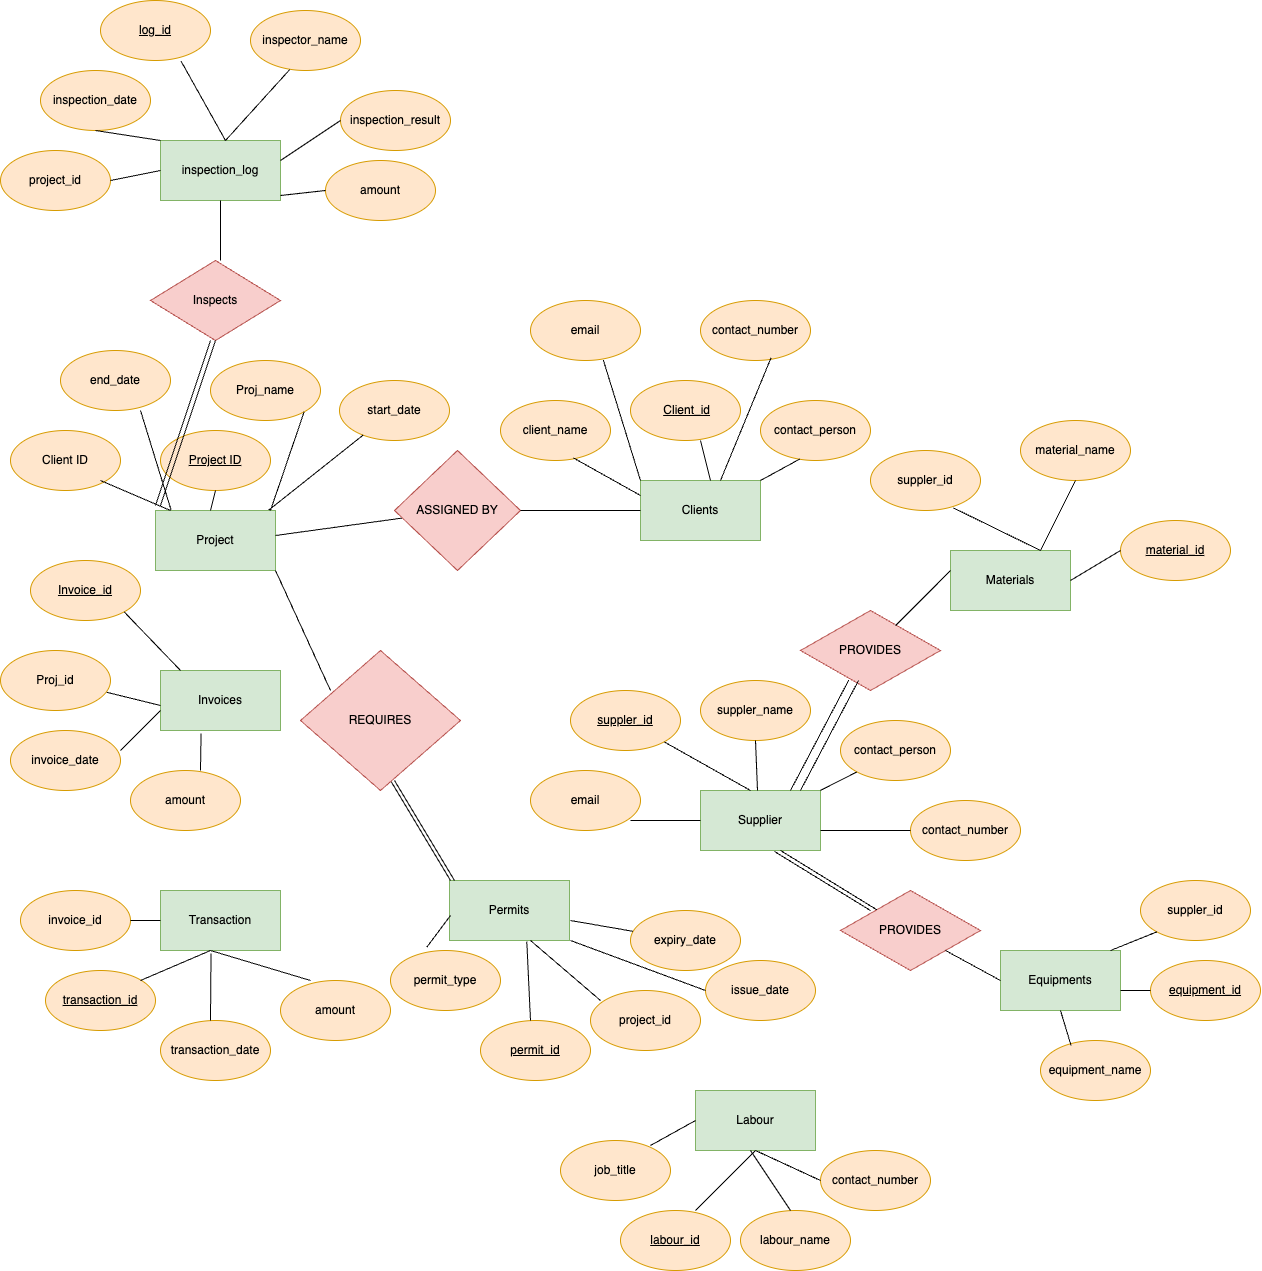 log_id
inspector_name
inspection_date
inspection_result
inspection_log
project_id
amount
Inspects
email
contact_number
end_date
Proj_name
start_date
Client_id
client_name
contact_person
Client ID
Project ID
material_name
suppler_id
ASSIGNED BY
Clients
Project
material_id
Materials
Invoice_id
PROVIDES
Proj_id
Invoices
REQUIRES
suppler_id
suppler_name
contact_person
invoice_date
amount
email
Supplier
contact_number
invoice_id
Transaction
Permits
suppler_id
PROVIDES
expiry_date
permit_type
Equipments
issue_date
equipment_id
transaction_id
amount
project_id
transaction_date
permit_id
equipment_name
Labour
job_title
contact_number
labour_id
labour_name